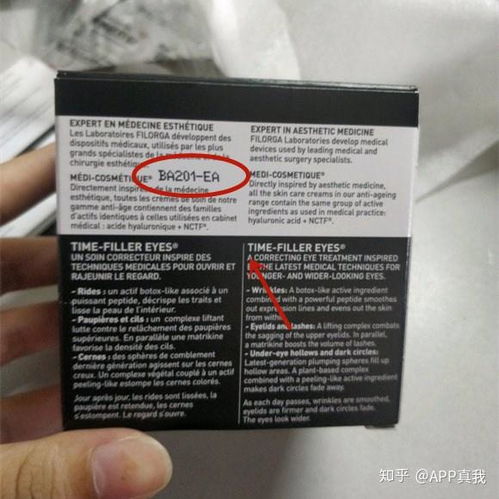 EXPERT EN MÉDECINE ESTHÉTIQUE
Les Laboratoires FILORGA développent des
dispositifs médicaux, utilisés par les plus
grands spécialistes de la médecine et de la
chirurgie esthétique.
MÉDI-COSMÉTIQUE® BA201-EA
Directement inspirée de la médecine
esthétique, toutes les crèmes de soin de notre
gamme anti-âge contiennent des familles
d'actifs identiques à celles utilisées en cabinet
médical : acide hyaluronique + NCTF®.
EXPERT IN AESTHETIC MEDICINE
FILORGA Laboratories develop medical
devices used by leading medical and
aesthetic surgery specialists.
MEDI-COSMETIQUE®
Directly inspired by aesthetic medicine,
all the skin care creams in our anti-ageing
range contain the same group of active
ingredients as used in medical practice:
hyaluronic acid + NCTF®.
TIME-FILLER EYES®
UN SOIN CORRECTEUR INSPIRÉ DES
TECHNIQUES MÉDICALES POUR OUVRIR ET
RAJEUNIR LE REGARD.
- Rides : un actif botox-like associé à un
puissant peptide, décrispe les traits et
lisse la peau de l'intérieur.
- Paupières et cils : un complexe liftant
lutte contre le relâchement des paupières
supérieures. En parallèle une matrikine
favorise la densité des cils.
- Cernes : des sphères de comblement
dernière génération agissent sur les creux
des cernes. Un complexe végétal couplé à un actif
peeling-like estompe les cernes colorés.
Jour après jour, les rides sont lissées, la
paupière est retendue, les cernes
s'estompent. Le regard s'ouvre.
TIME-FILLER EYES®
A CORRECTING EYE TREATMENT INSPIRED
BY THE LATEST MEDICAL TECHNIQUES FOR
YOUNGER- AND WIDER-LOOKING EYES.
- Wrinkles: A botox-like active ingredient
combined with a powerful peptide smoothes
out expression lines and evens out the skin
from within.
- Eyelids and lashes: A lifting complex combats
the sagging of the upper eyelids. In parallel,
a matrikine boosts the volume of lashes.
- Under-eye hollows and dark circles:
Latest-generation plumping spheres fill up
hollow areas. A plant-based complex
combined with a peeling-like active ingredient
makes dark circles fade away.
As each day passes, wrinkles are smoothed,
eyelids are firmer and dark circles fade.
The eyes look wider.
知乎 @APP真我